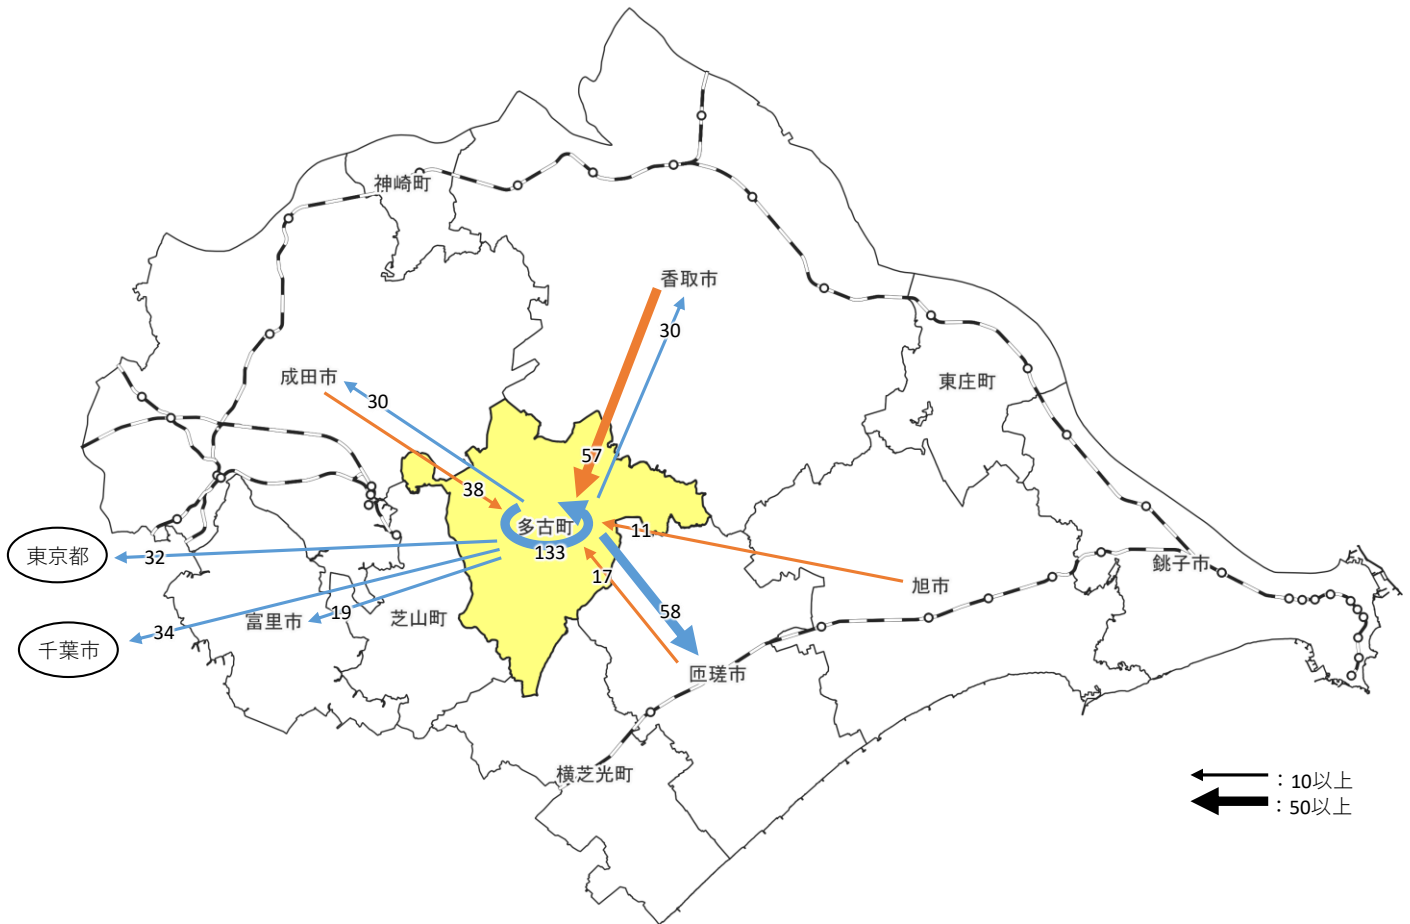 神崎町
香取市
30
成田市
30
東庄町
57
38
多古町
133
11
東京都
32
17
58
銚子市
旭市
19
富里市
芝山町
34
千葉市
匝瑳市
横芝光町
：10以上
：50以上